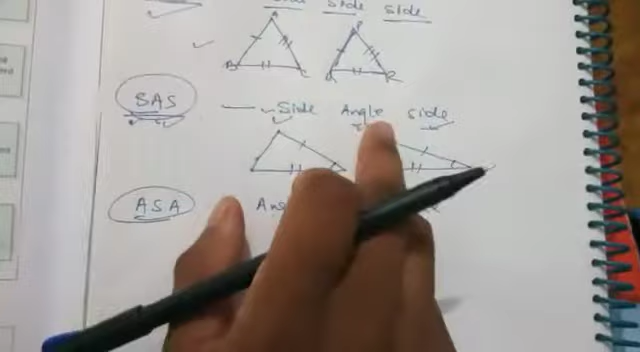 Side Side
A P
B C Q R
SAS — Side Angle side
ASA